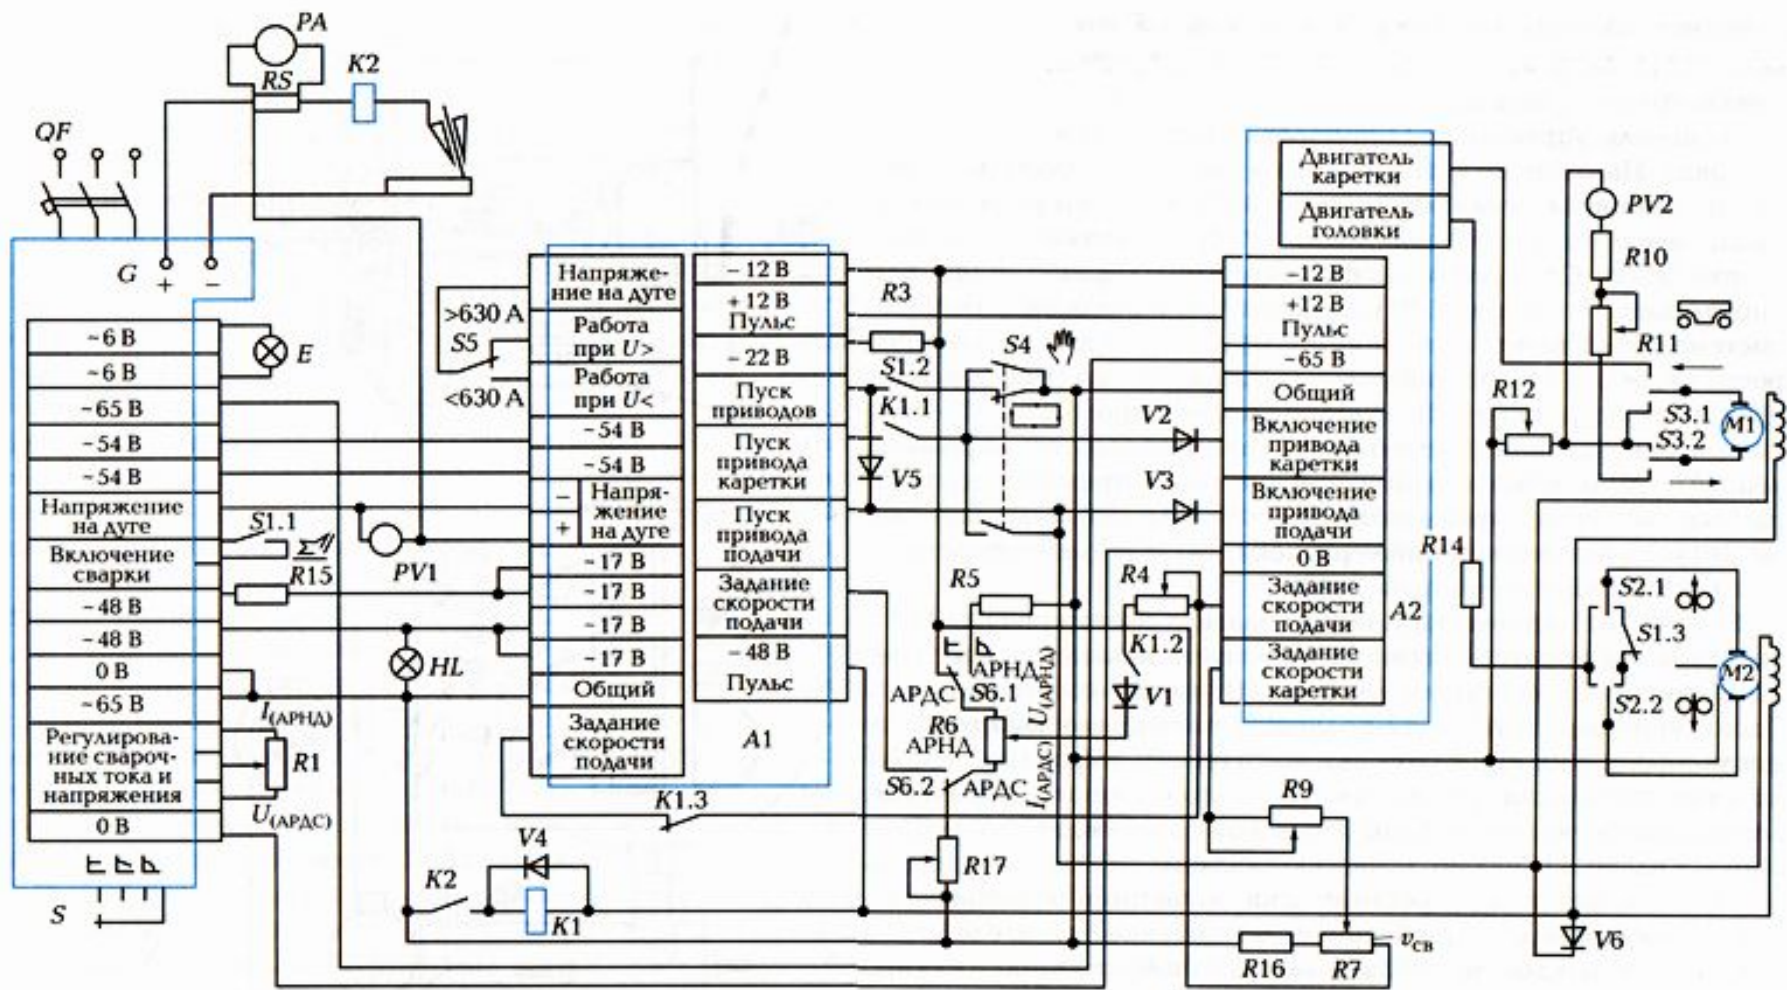 PA
RS
K2
QF
G
+
−
~6 В
~6 В
~65 В
~54 В
~54 В
Напряжение
на дуге
Включение
сварки
~48 В
~48 В
0 В
~65 В
Регулирова-
ние свароч-
ных тока и
напряжения
0 В
S
E
S1.1
R15
PV1
HL
I(АРНД)
R1
U(АРДС)
>630 А
S5
<630 А
Напряже-
ние на дуге
Работа
при U>
Работа
при U<
~54 В
~54 В
−
+
Напря-
жение
на дуге
~17 В
~17 В
~17 В
~17 В
Общий
Задание
скорости
подачи
− 12 В
+ 12 В
Пульс
− 22 В
Пуск
приводов
Пуск
привода
каретки
Пуск
привода
подачи
Задание
скорости
подачи
− 48 В
Пульс
A1
K1.3
V4
K2
K1
R3
S1.2
K1.1
V5
S4
V2
V3
R5
R4
K1.2
V1
АРНД
АРДС
S6.1
R6
АРНД
S6.2
АРДС
U(АРНД)
I(АРДС)
R17
Двигатель
каретки
Двигатель
головки
−12 В
+12 В
Пульс
~65 В
Общий
Включение
привода
каретки
Включение
привода
подачи
0 В
Задание
скорости
подачи
Задание
скорости
каретки
A2
R9
R16
R7
vсв
PV2
R10
R11
R12
S3.1
S3.2
M1
R14
S2.1
S1.3
M2
S2.2
V6